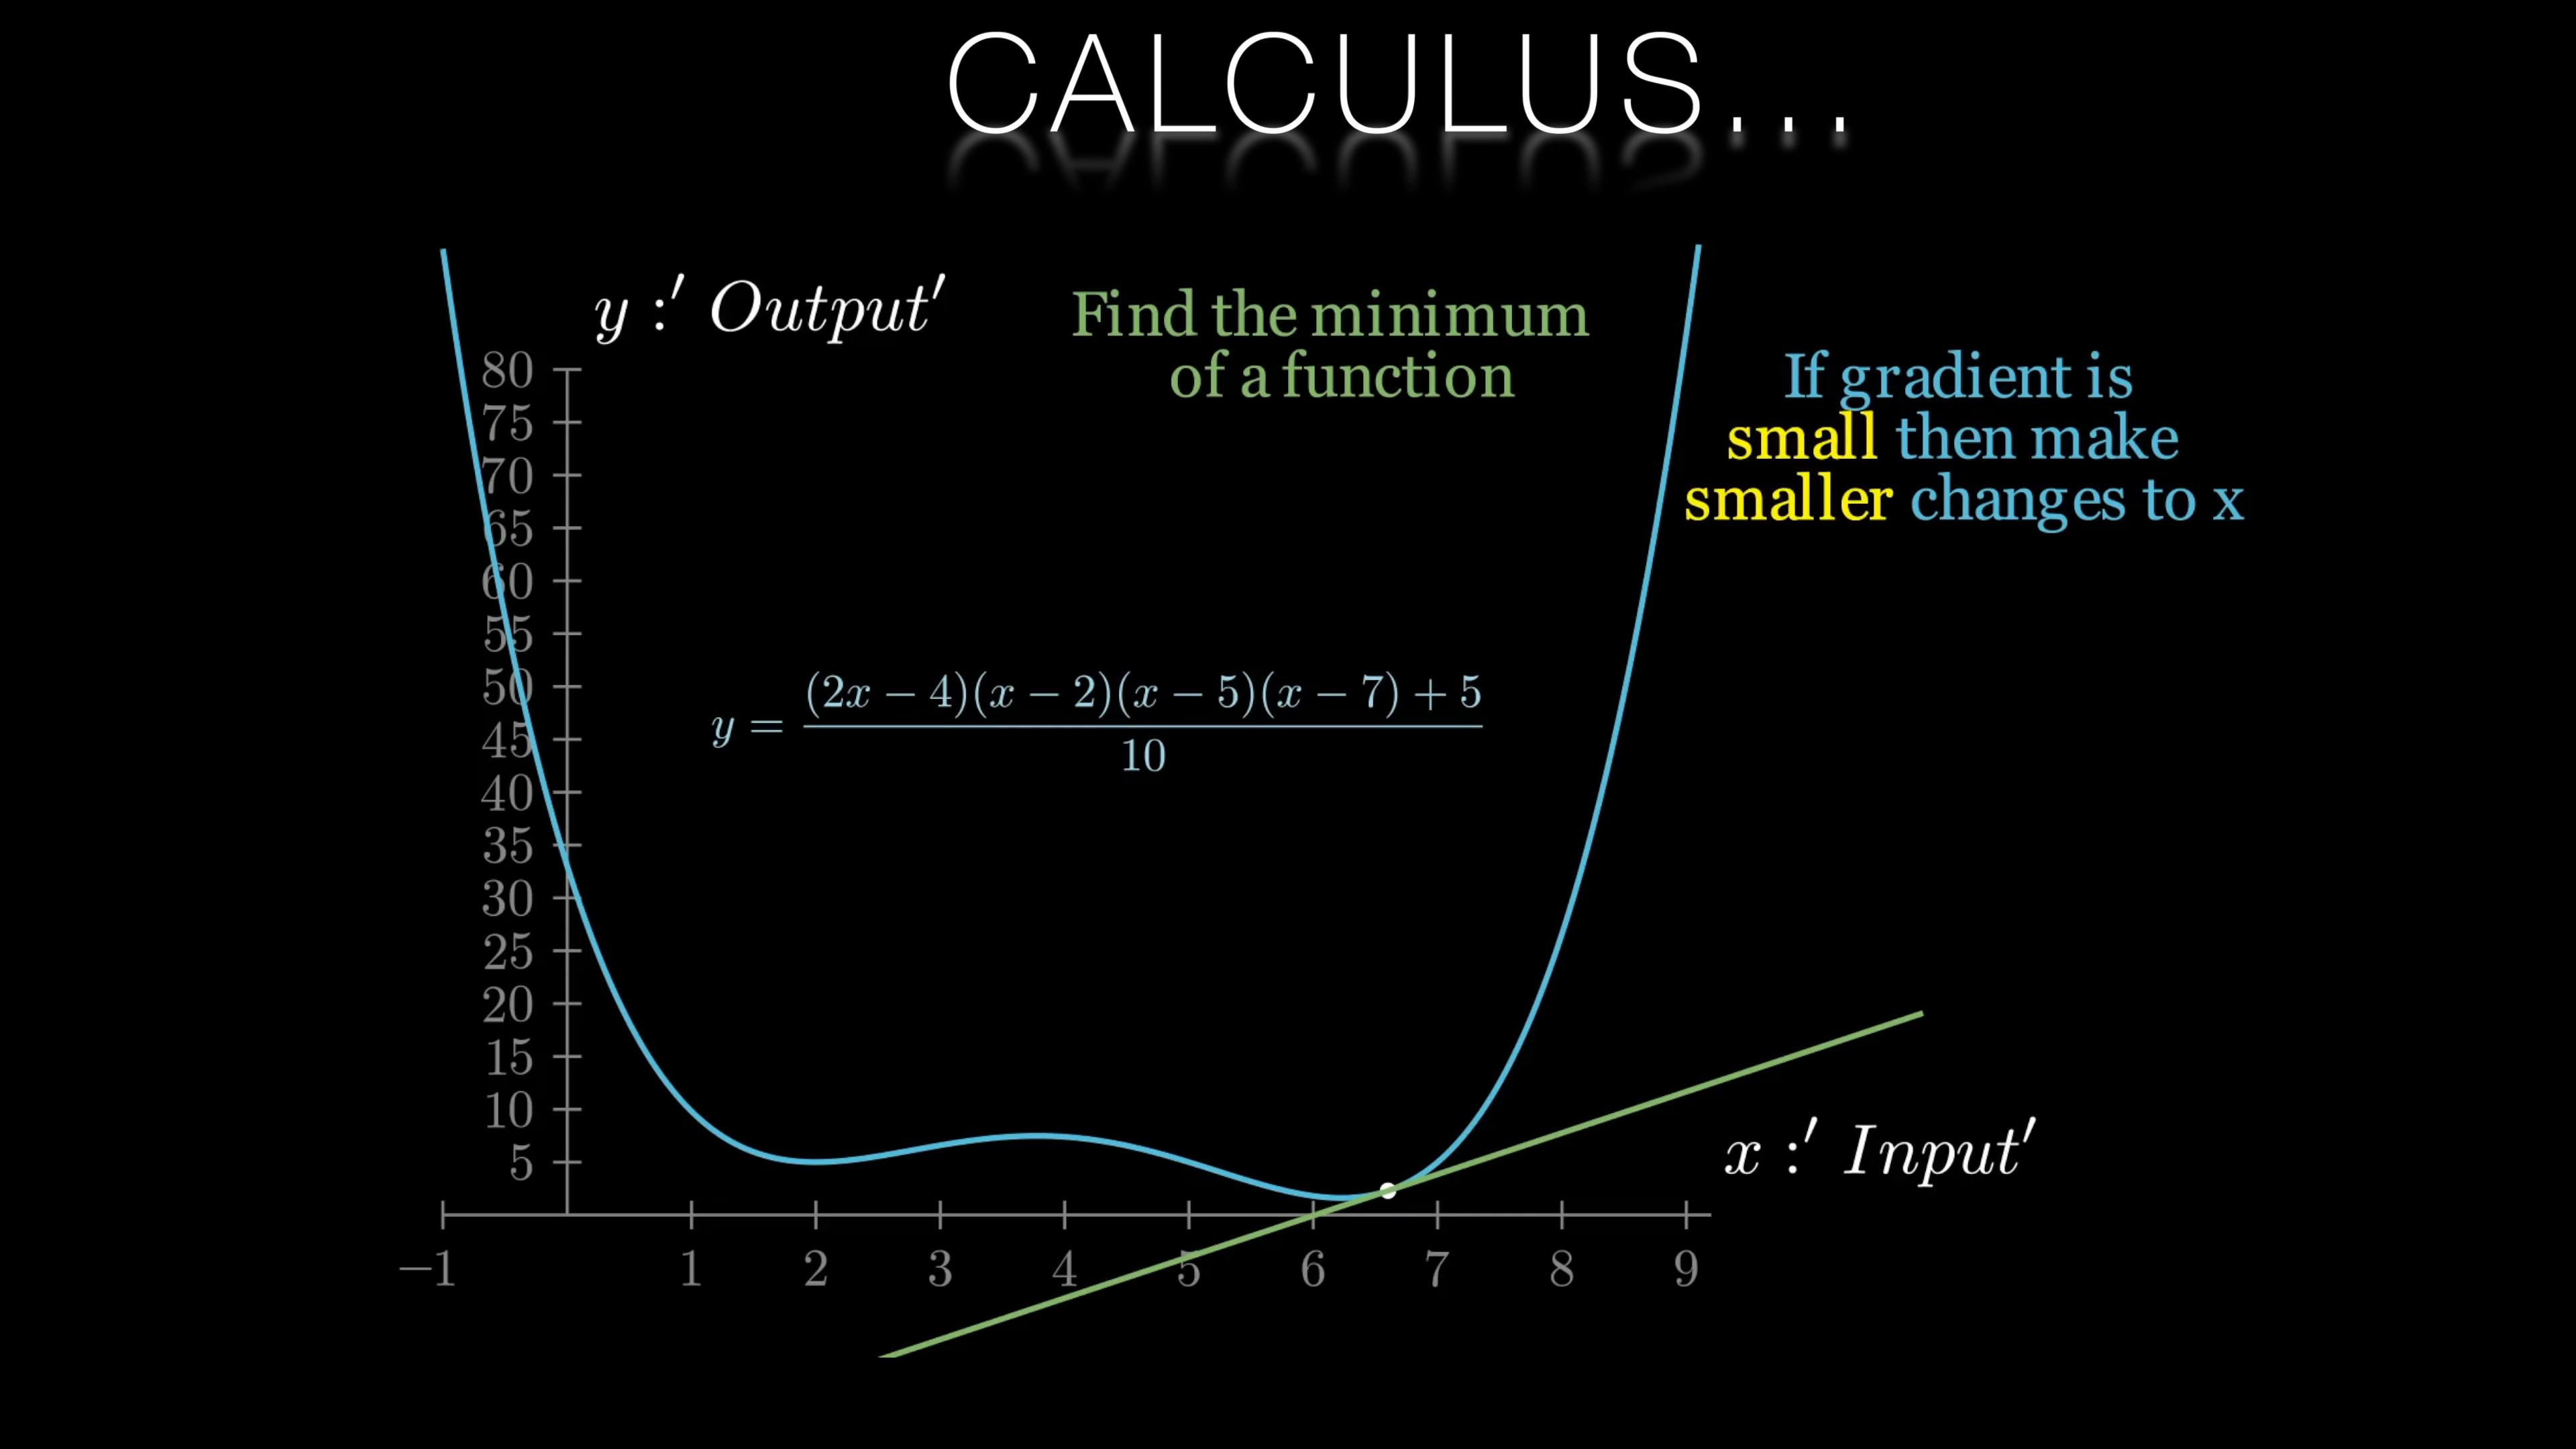 CALCULUS...
y :′ Output′
Find the minimum
of a function
If gradient is
small then make
smaller changes to x
80
75
70
65
60
55
50
45
40
35
30
25
20
15
10
5
y = \frac{(2x − 4)(x − 2)(x − 5)(x − 7) + 5}{10}
x :′ Input′
−1 1 2 3 4 5 6 7 8 9